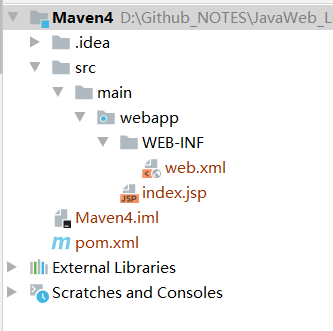 Maven4 D:\Github_NOTES\JavaWeb_L
.idea
src
main
webapp
WEB-INF
web.xml
JSP index.jsp
Maven4.iml
m pom.xml
External Libraries
Scratches and Consoles